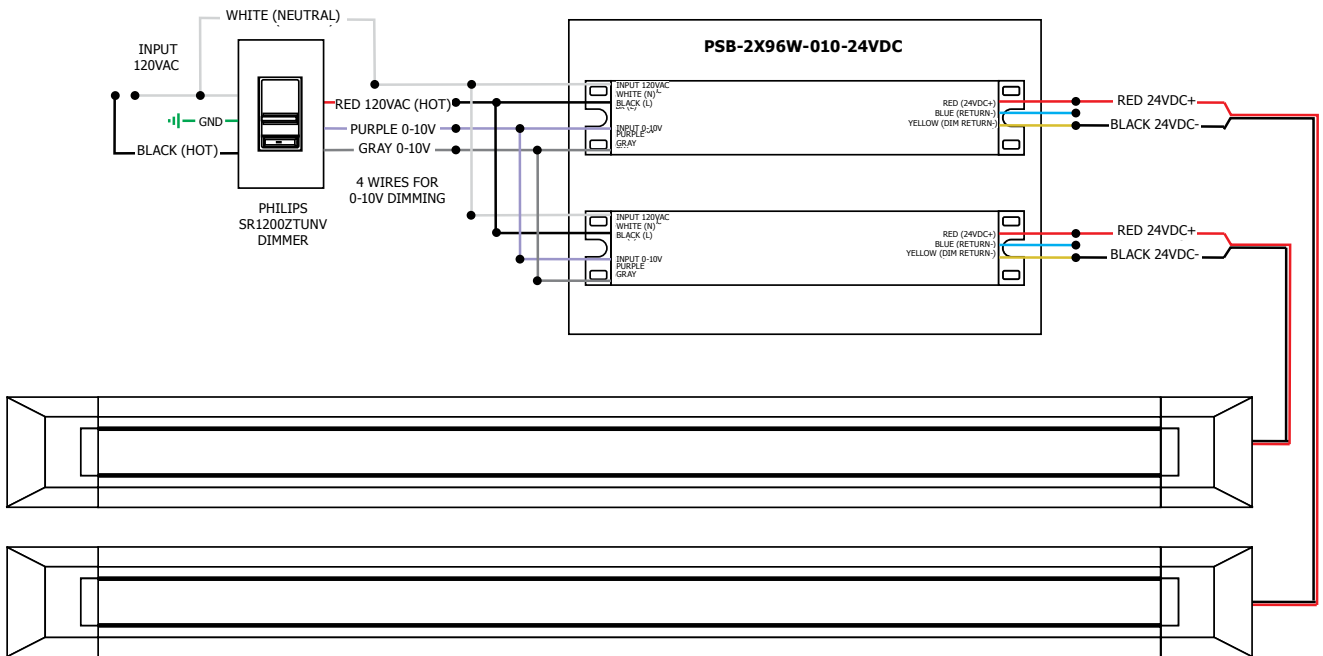 WHITE (NEUTRAL)
INPUT
120VAC
GND
BLACK (HOT)
PHILIPS
SR1200ZTUNV
DIMMER
RED 120VAC (HOT)
PURPLE 0-10V
GRAY 0-10V
4 WIRES FOR
0-10V DIMMING
PSB-2X96W-010-24VDC
INPUT 120VAC
WHITE (N)
BLACK (L)
INPUT 0-10V
PURPLE
GRAY
RED (24VDC+)
BLUE (RETURN-)
YELLOW (DIM RETURN-)
RED 24VDC+
BLACK 24VDC-
INPUT 120VAC
WHITE (N)
BLACK (L)
INPUT 0-10V
PURPLE
GRAY
RED (24VDC+)
BLUE (RETURN-)
YELLOW (DIM RETURN-)
RED 24VDC+
BLACK 24VDC-